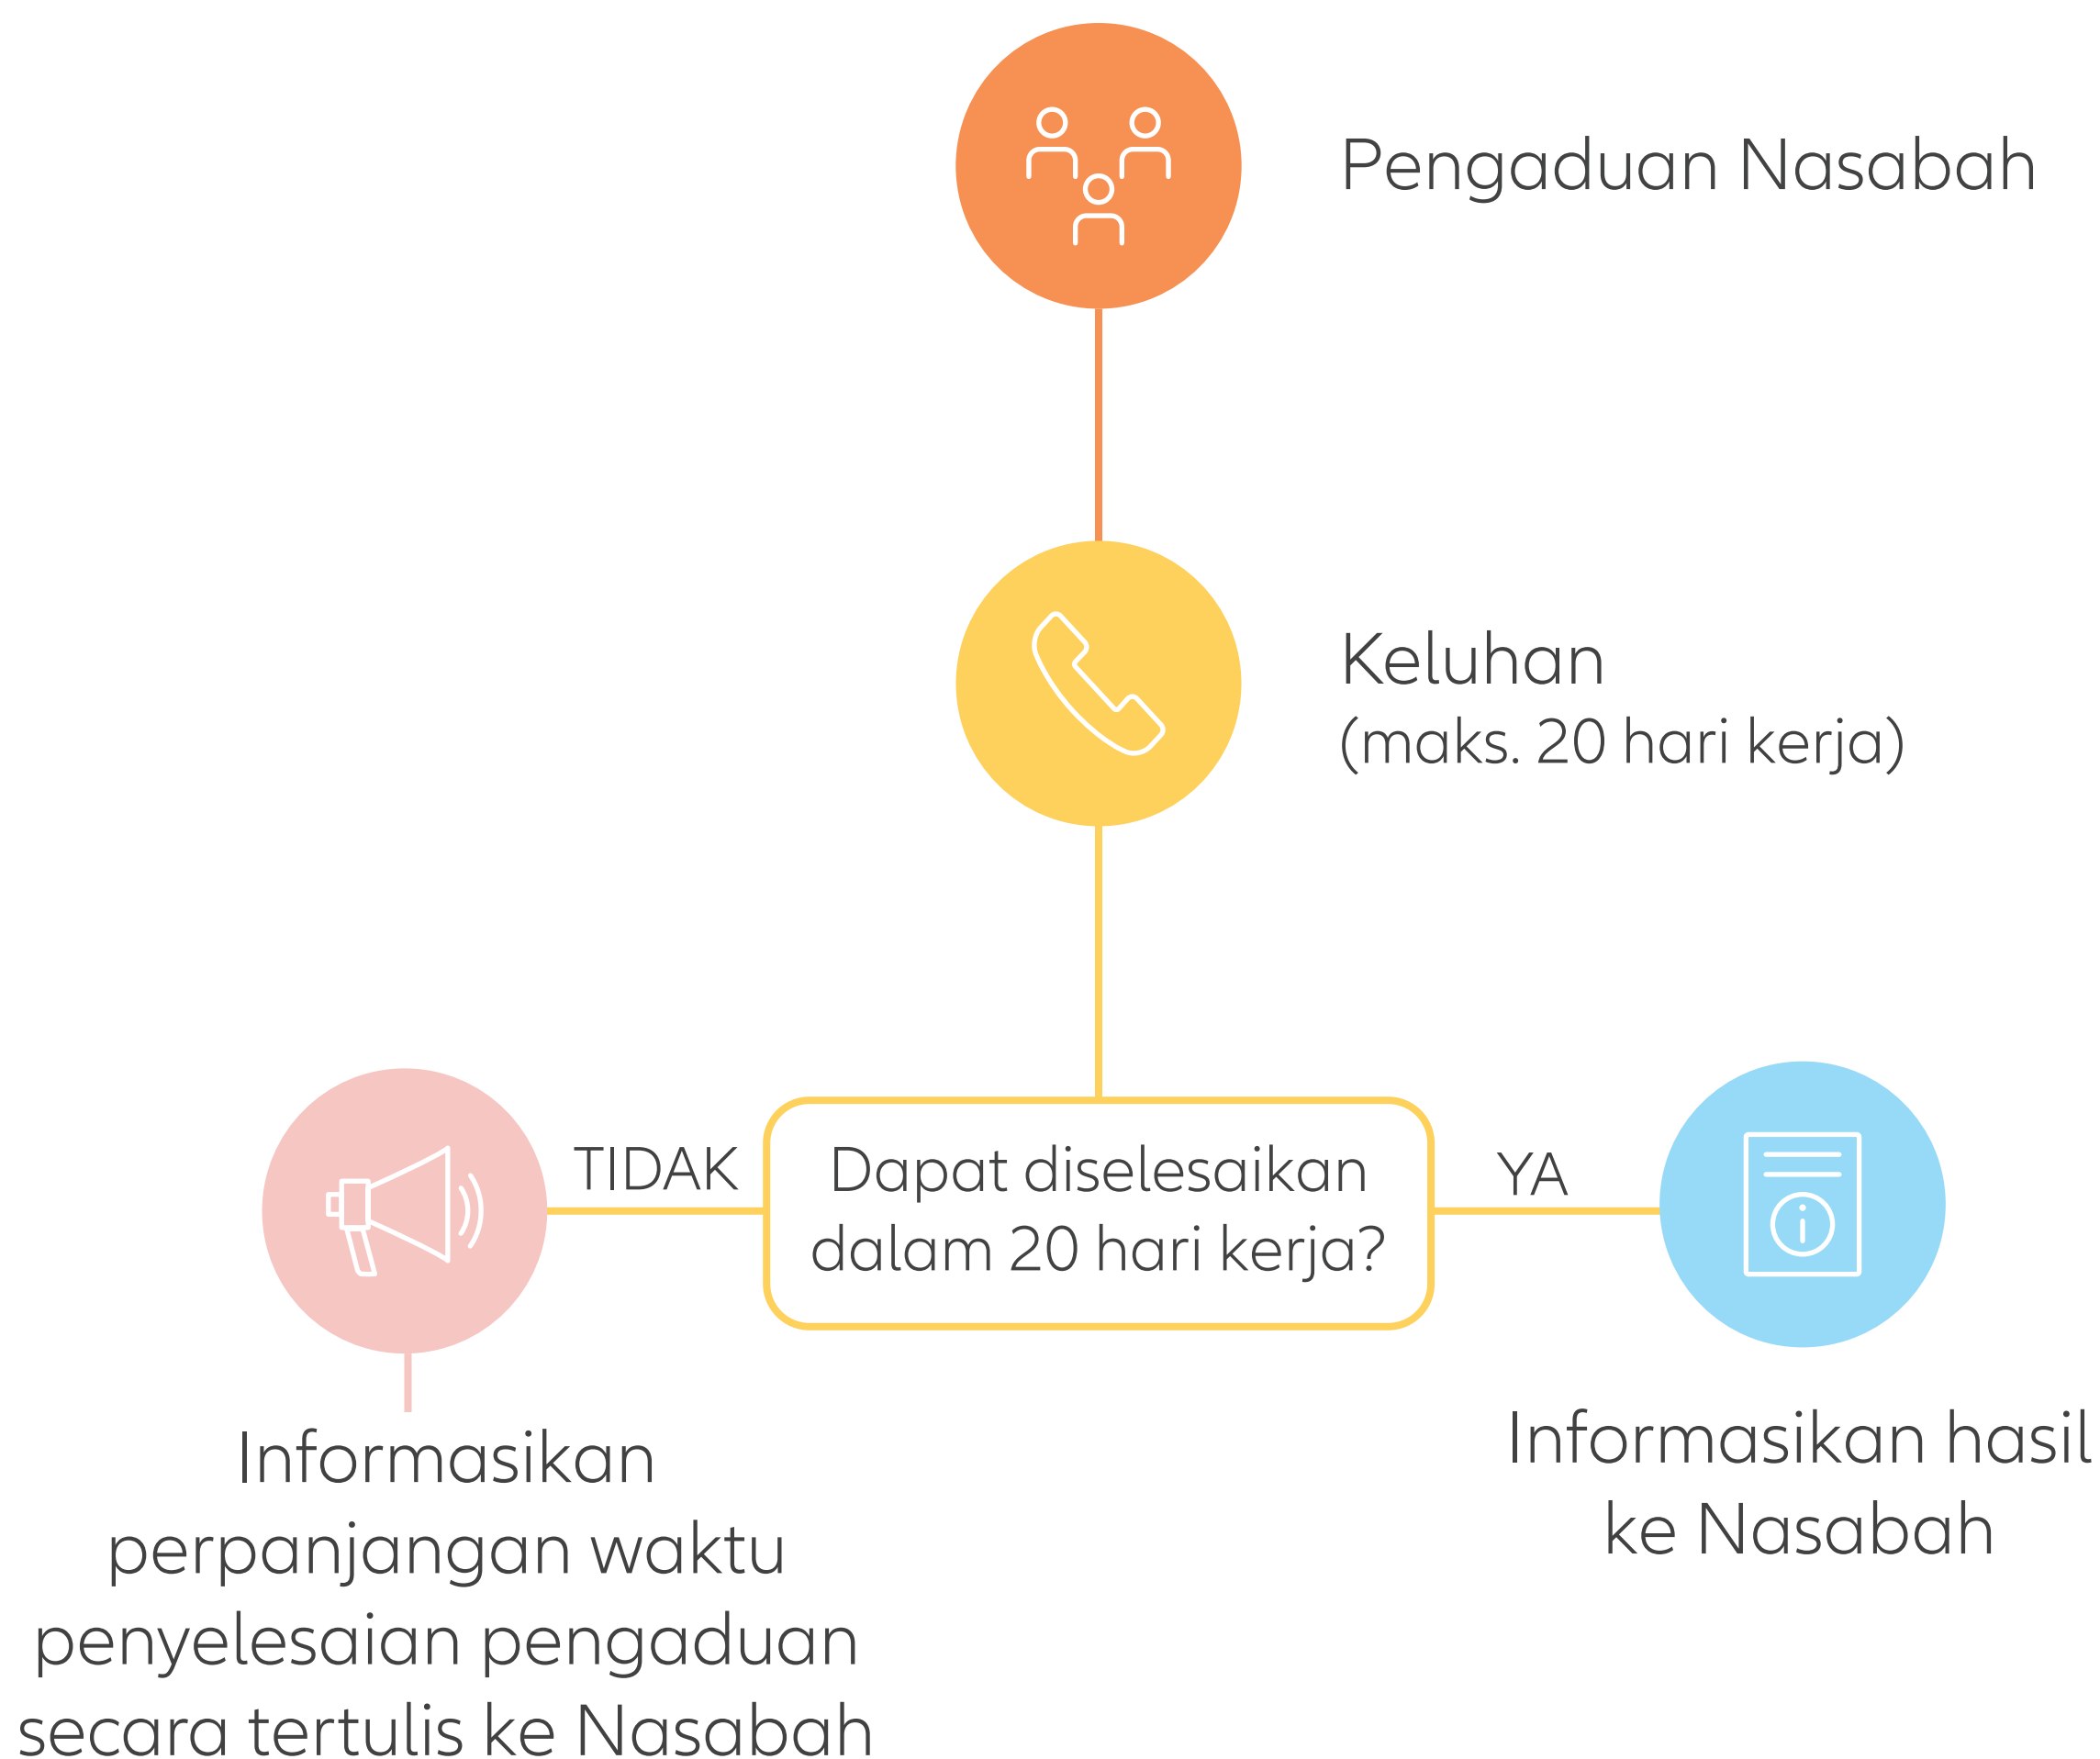 Pengaduan Nasabah
Keluhan
(maks. 20 hari kerja)
TIDAK
Dapat diselesaikan
dalam 20 hari kerja?
YA
Informasikan
perpanjangan waktu
penyelesaian pengaduan
secara tertulis ke Nasabah
Informasikan hasil
ke Nasabah